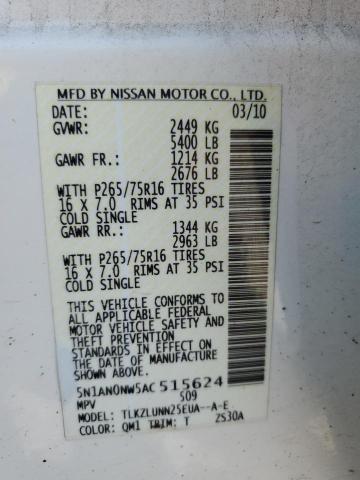 MFD BY NISSAN MOTOR CO., LTD.
DATE: 03/10
GVWR: 2449 KG
5400 LB
GAWR FR.: 1214 KG
2676 LB
WITH P265/75R16 TIRES
16 X 7.0 RIMS AT 35 PSI
COLD SINGLE
GAWR RR.: 1344 KG
2963 LB
WITH P265/75R16 TIRES
16 X 7.0 RIMS AT 35 PSI
COLD SINGLE
THIS VEHICLE CONFORMS TO
ALL APPLICABLE FEDERAL
MOTOR VEHICLE SAFETY
AND THEFT PREVENTION
STANDARDS IN EFFECT ON
THE DATE OF MANUFACTURE
SHOWN ABOVE.
5N1AN0NW5AC 515624
MPV S09
MODEL: TLKZLUNN25EUA--A-E
COLOR: QM1 TRIM: T ZS30A